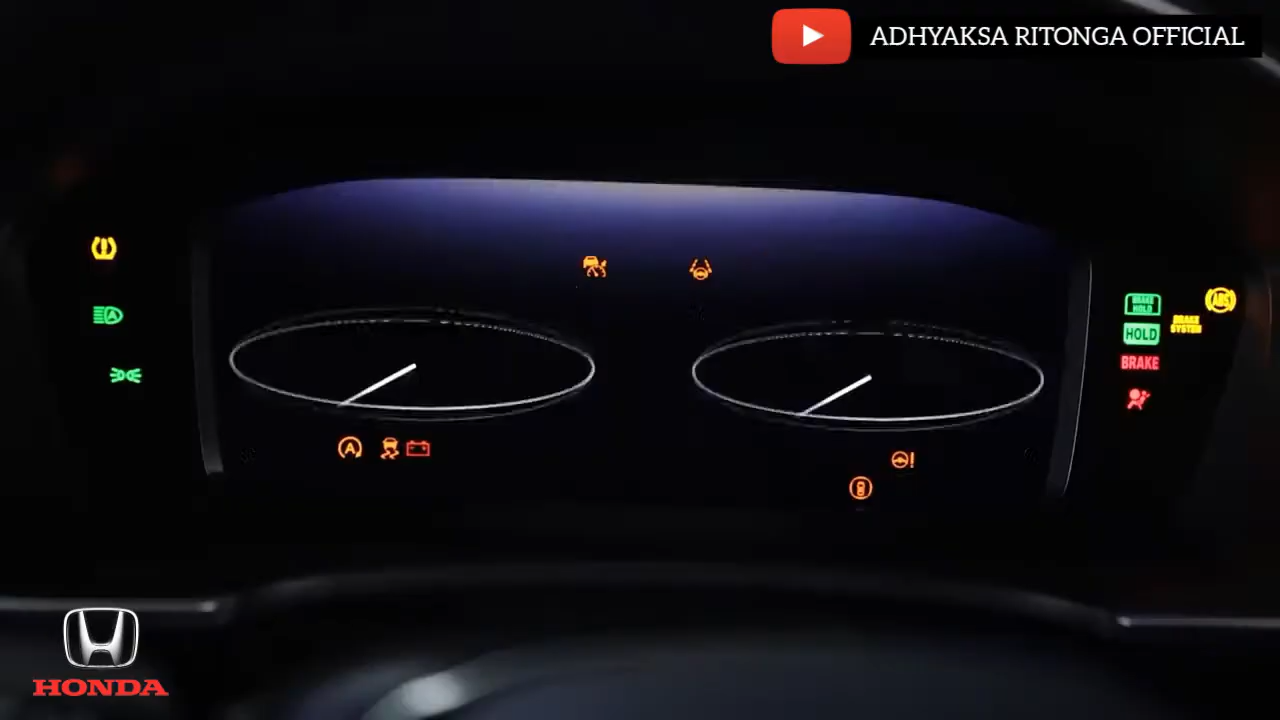 ADHYAKSA RITONGA OFFICIAL
ABS
BRAKE
HOLD
BRAKE
SYSTEM
HOLD
BRAKE
A
A
HONDA